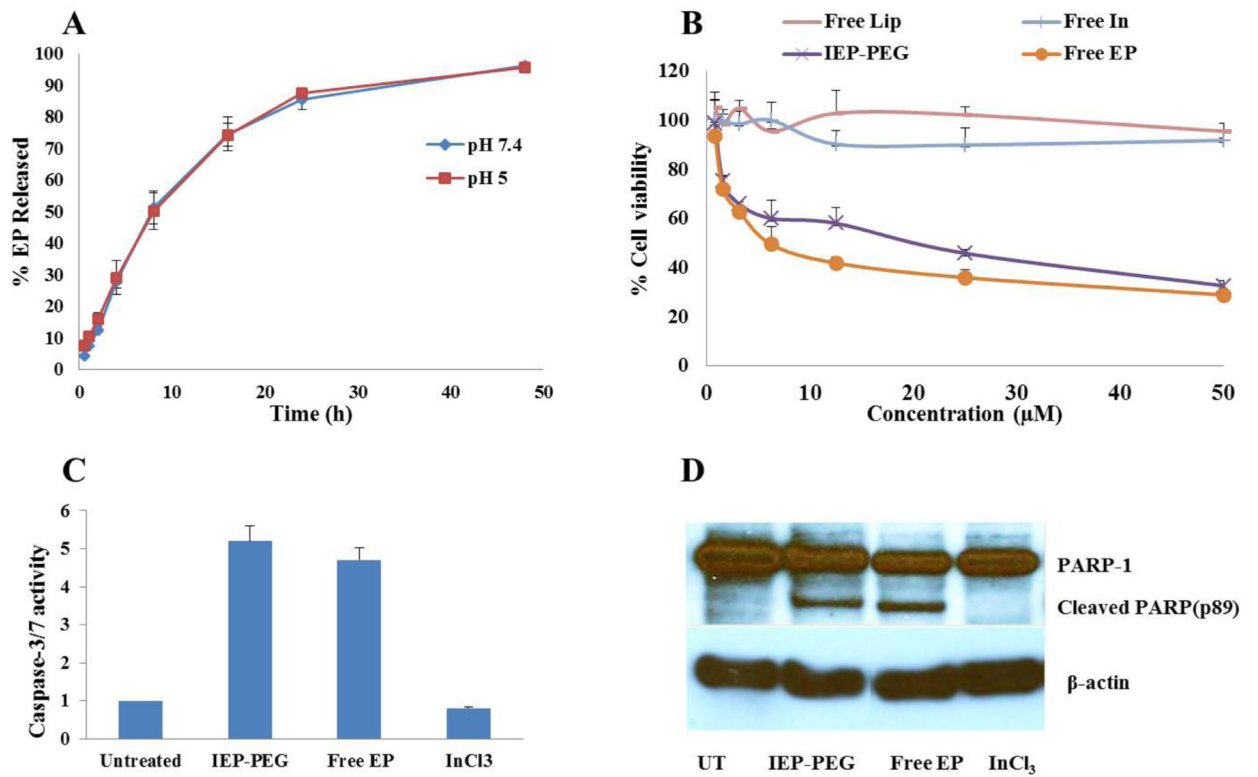 A
100
90
80
70
60
50
40
30
20
10
0
% EP Released
pH 7.4
pH 5
0 10 20 30 40 50
Time (h)
B
Free Lip Free In
IEP-PEG Free EP
120
100
80
60
40
20
0
% Cell viability
0 10 20 30 40 50
Concentration (µM)
C
6
5
4
3
2
1
0
Caspase-3/7 activity
Untreated IEP-PEG Free EP InCl3
D
PARP-1
Cleaved PARP(p89)
β-actin
UT IEP-PEG Free EP InCl₃